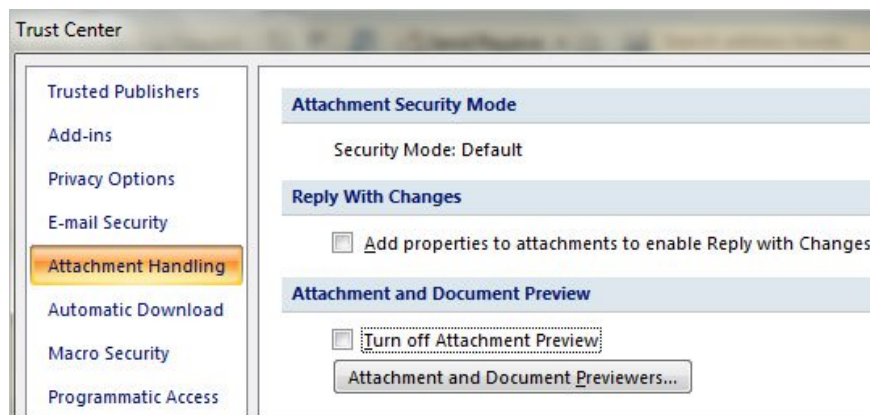 Trust Center
Trusted Publishers
Add-ins
Privacy Options
E-mail Security
Attachment Handling
Automatic Download
Macro Security
Programmatic Access
Attachment Security Mode
Security Mode: Default
Reply With Changes
Add properties to attachments to enable Reply with Changes
Attachment and Document Preview
Turn off Attachment Preview
Attachment and Document Previewers...